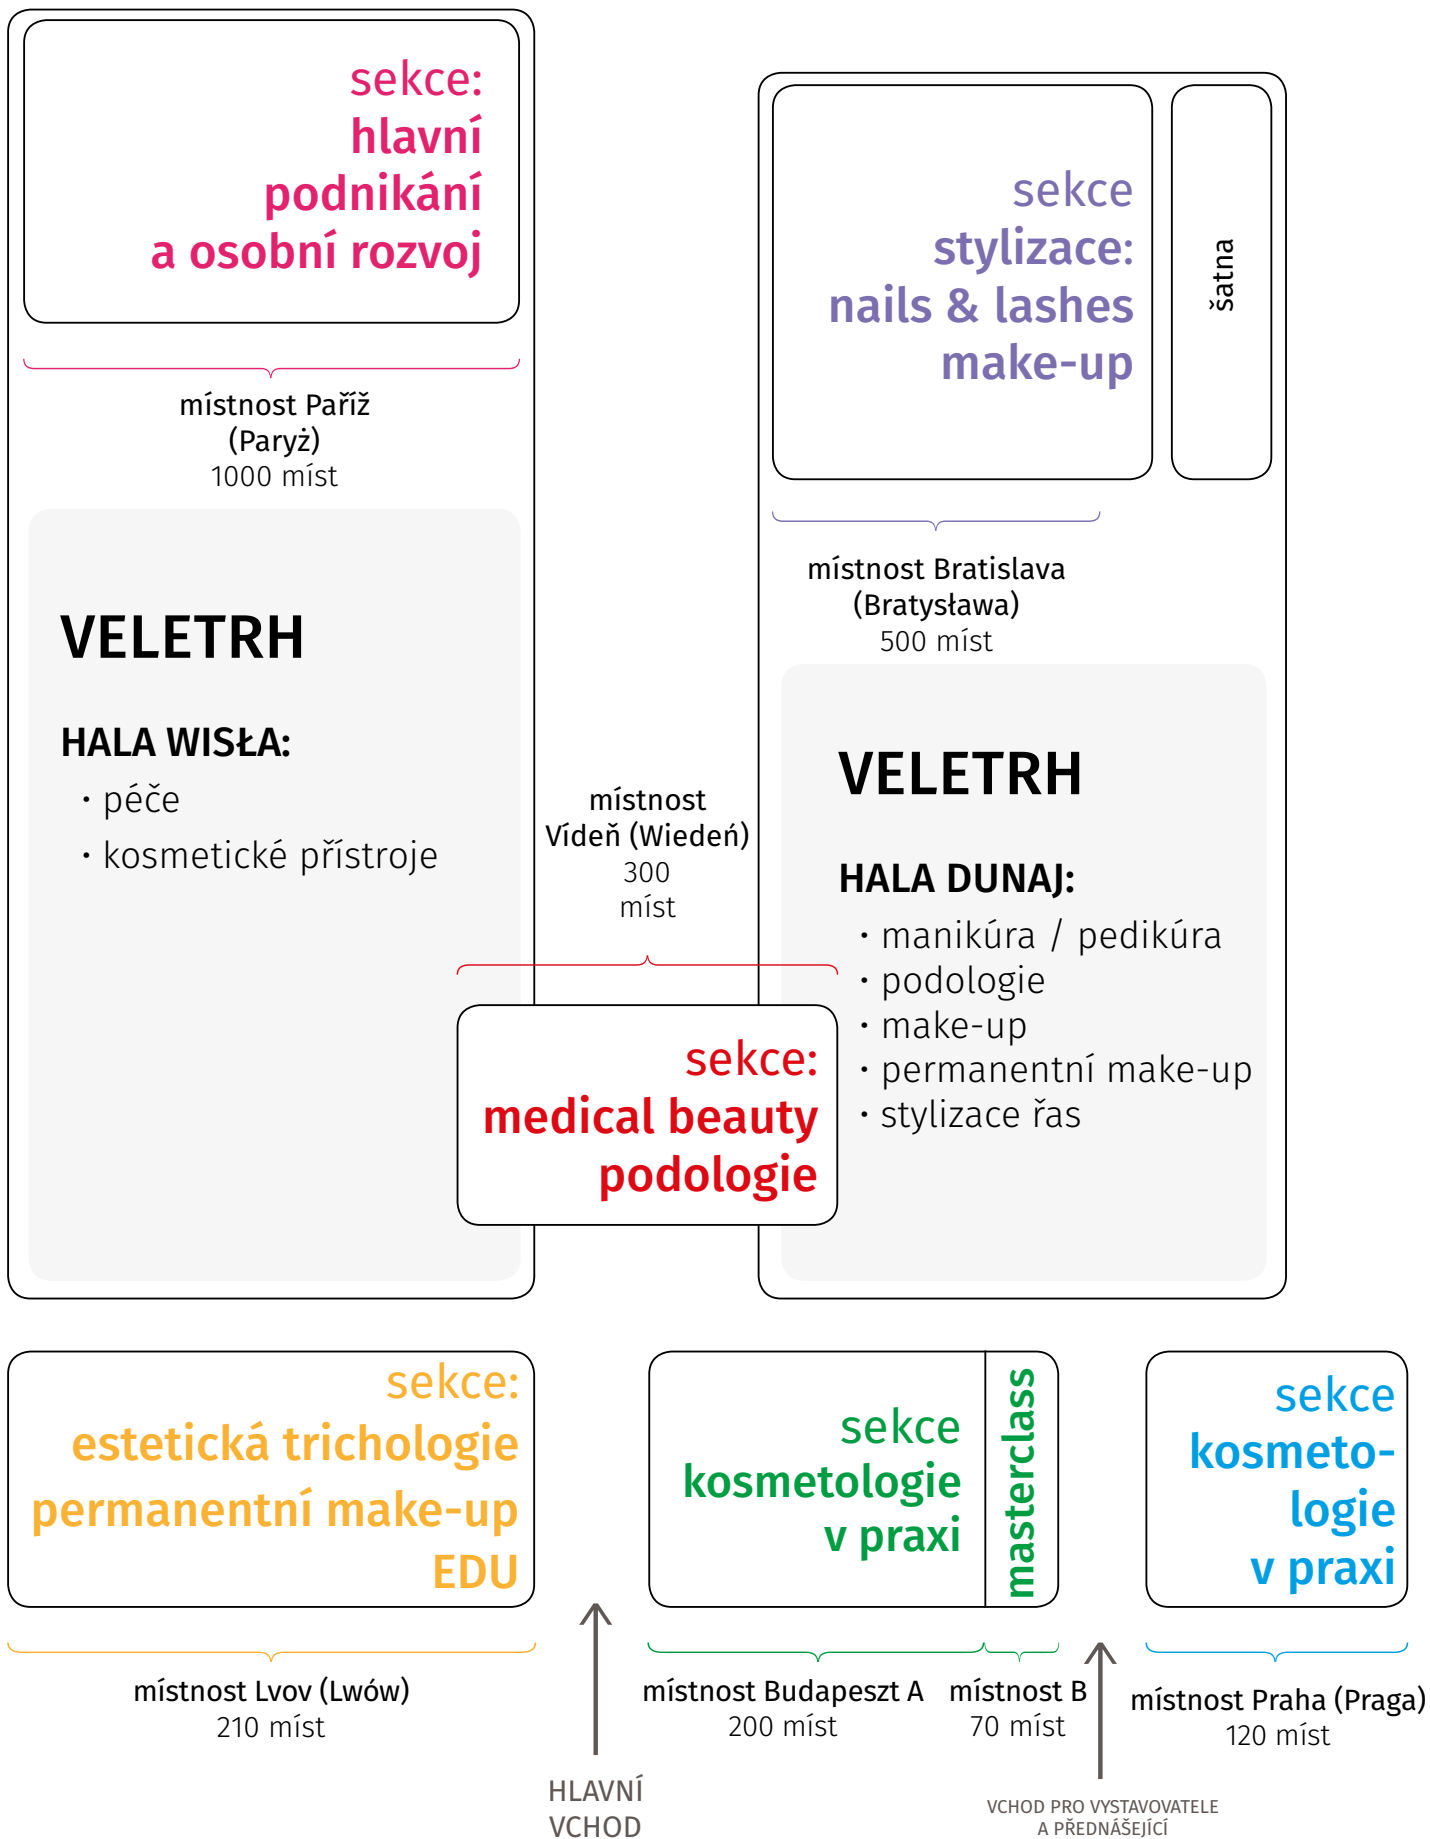 sekce:
hlavní
podnikání
a osobní rozvoj
místnost Paříž
(Paryż)
1000 míst
VELETRH
HALA WISŁA:
· péče
· kosmetické přístroje
sekce
stylizace:
nails & lashes
make-up
šatna
místnost Bratislava
(Bratysława)
500 míst
VELETRH
HALA DUNAJ:
· manikúra / pedikúra
· podologie
· make-up
· permanentní make-up
· stylizace řas
místnost
Vídeň (Wiedeń)
300
míst
sekce:
medical beauty
podologie
sekce:
estetická trichologie
permanentní make-up
EDU
místnost Lvov (Lwów)
210 míst
HLAVNÍ
VCHOD
sekce
kosmetologie
v praxi
masterclass
místnost Budapeszt A
200 míst
místnost B
70 míst
VCHOD PRO VYSTAVOVATELE
A PŘEDNÁŠEJÍCÍ
sekce
kosmeto-
logie
v praxi
místnost Praha (Praga)
120 míst